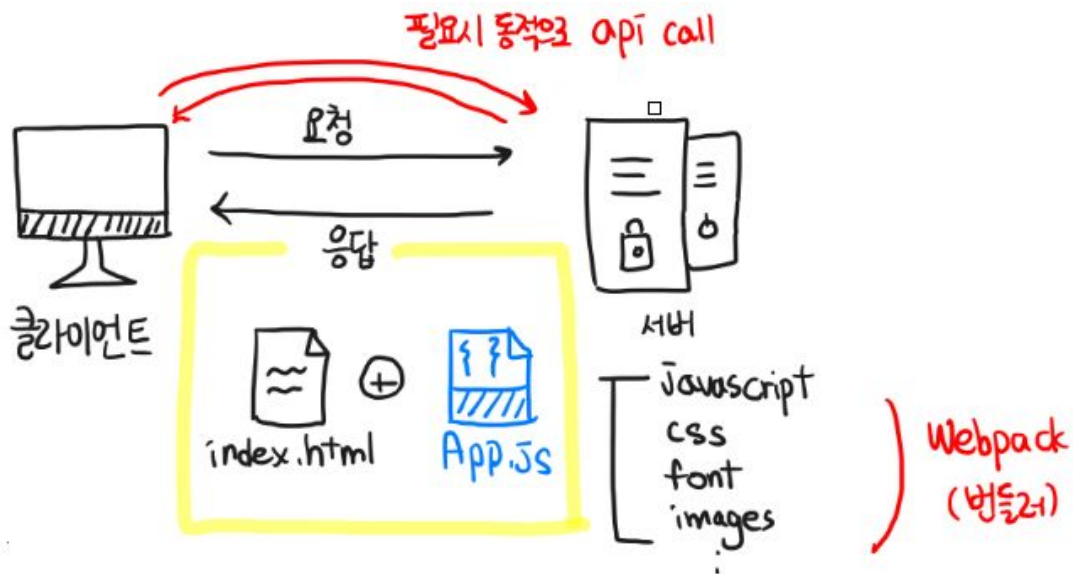 필요시 동적으로 api call
요청
응답
클라이언트
index.html
App.js
서버
javascript
css
font
images
Webpack
(번들러)